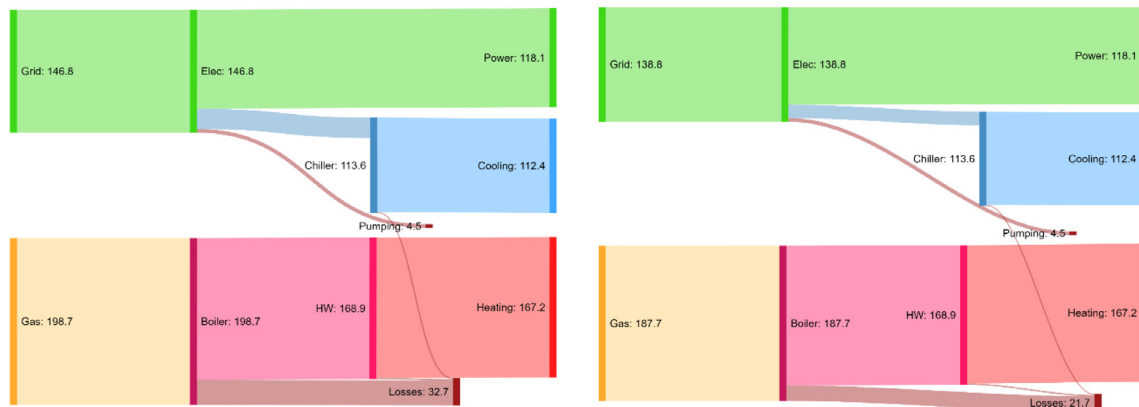 Power: 118.1
Grid: 146.8
Elec: 146.8
Chiller: 113.6
Cooling: 112.4
Pumping: 4.5
Gas: 198.7
Boiler: 198.7
HW: 168.9
Heating: 167.2
Losses: 32.7
Power: 118.1
Grid: 138.8
Elec: 138.8
Chiller: 113.6
Cooling: 112.4
Pumping: 4.5
Gas: 187.7
Boiler: 187.7
HW: 168.9
Heating: 167.2
Losses: 21.7